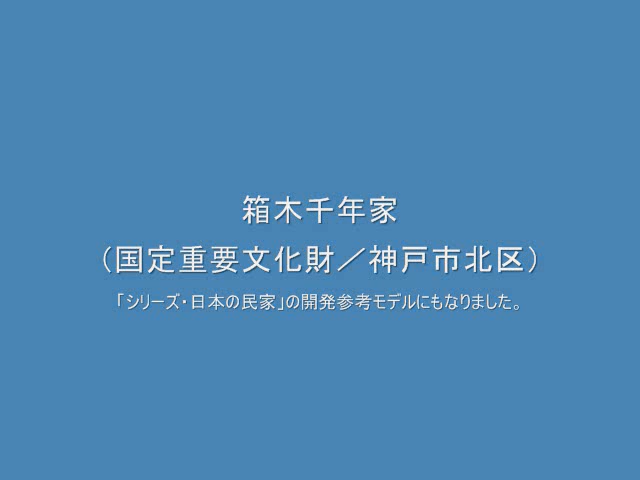 箱木千年家
（国定重要文化財／神戸市北区）
「シリーズ・日本の民家」の開発参考モデルにもなりました。